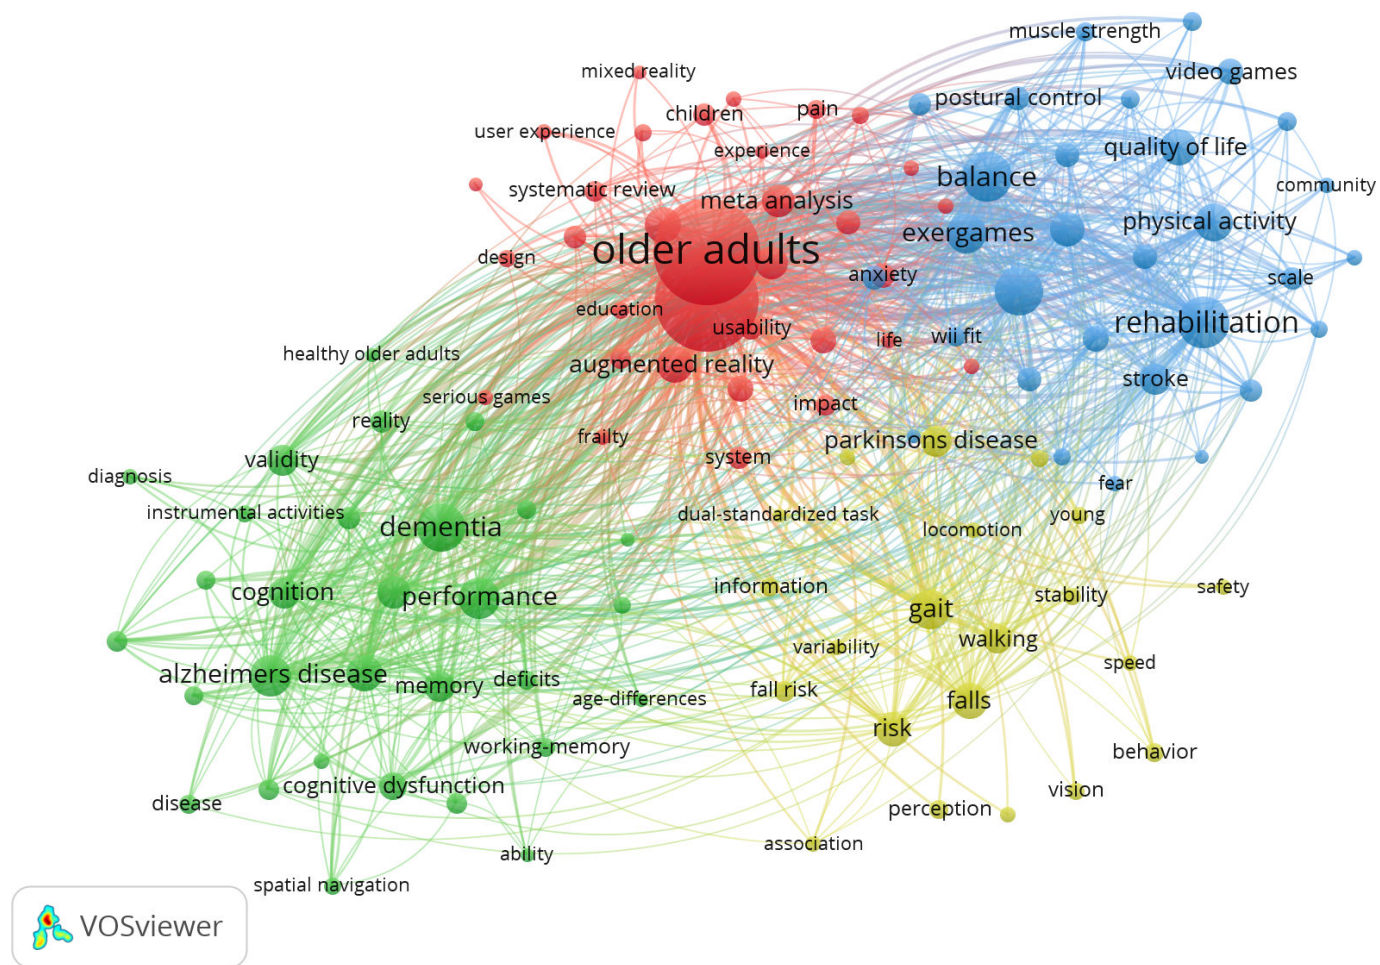 muscle strength
mixed reality
video games
children
pain
postural control
user experience
experience
quality of life
systematic review
meta analysis
balance
community
physical activity
older adults
exergames
design
anxiety
scale
education
usability
life
wii fit
rehabilitation
healthy older adults
augmented reality
stroke
serious games
impact
reality
frailty
parkinsons disease
validity
system
diagnosis
fear
instrumental activities
dual-standardized task
young
dementia
locomotion
cognition
performance
information
gait
stability
safety
variability
walking
speed
alzheimers disease
memory
deficits
age-differences
fall risk
falls
risk
working-memory
behavior
cognitive dysfunction
vision
disease
perception
association
ability
spatial navigation
VOSviewer